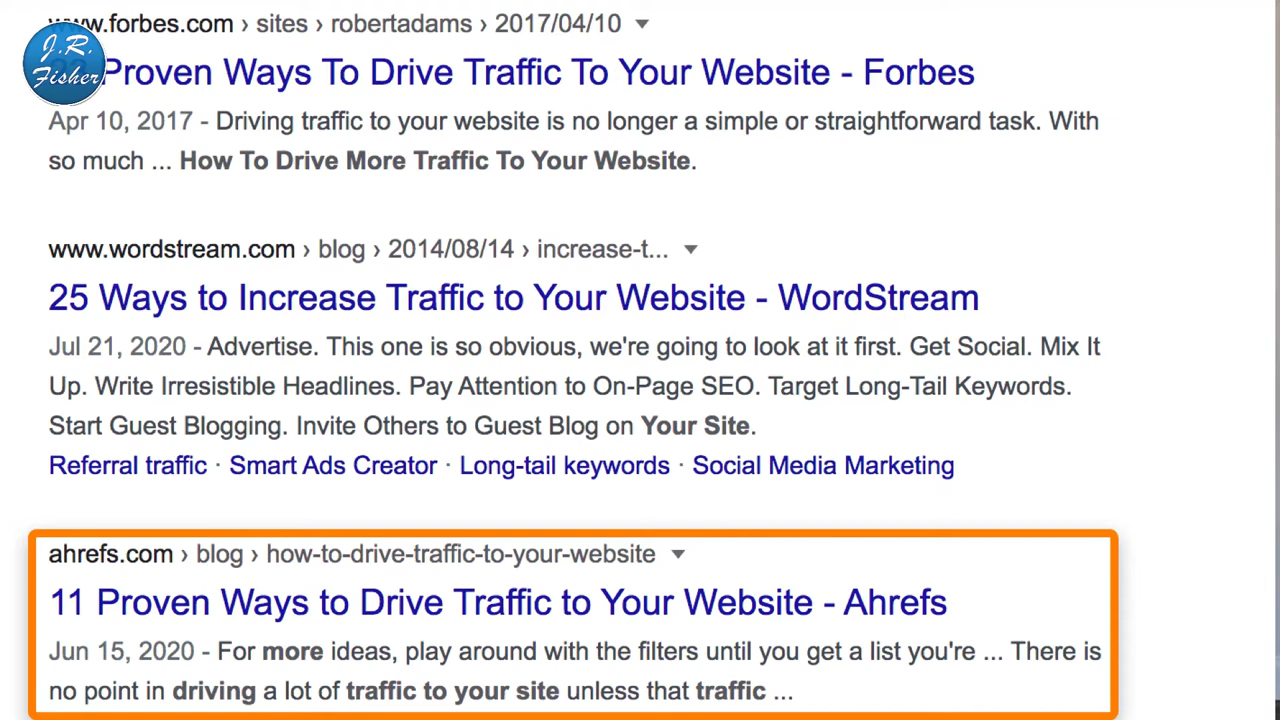 www.forbes.com › sites › robertadams › 2017/04/10
J.R.
Fisher
Proven Ways To Drive Traffic To Your Website - Forbes
Apr 10, 2017 - Driving traffic to your website is no longer a simple or straightforward task. With
so much ... How To Drive More Traffic To Your Website.
www.wordstream.com › blog › 2014/08/14 › increase-t...
25 Ways to Increase Traffic to Your Website - WordStream
Jul 21, 2020 - Advertise. This one is so obvious, we're going to look at it first. Get Social. Mix It
Up. Write Irresistible Headlines. Pay Attention to On-Page SEO. Target Long-Tail Keywords.
Start Guest Blogging. Invite Others to Guest Blog on Your Site.
Referral traffic · Smart Ads Creator · Long-tail keywords · Social Media Marketing
ahrefs.com › blog › how-to-drive-traffic-to-your-website
11 Proven Ways to Drive Traffic to Your Website - Ahrefs
Jun 15, 2020 - For more ideas, play around with the filters until you get a list you're ... There is
no point in driving a lot of traffic to your site unless that traffic ...